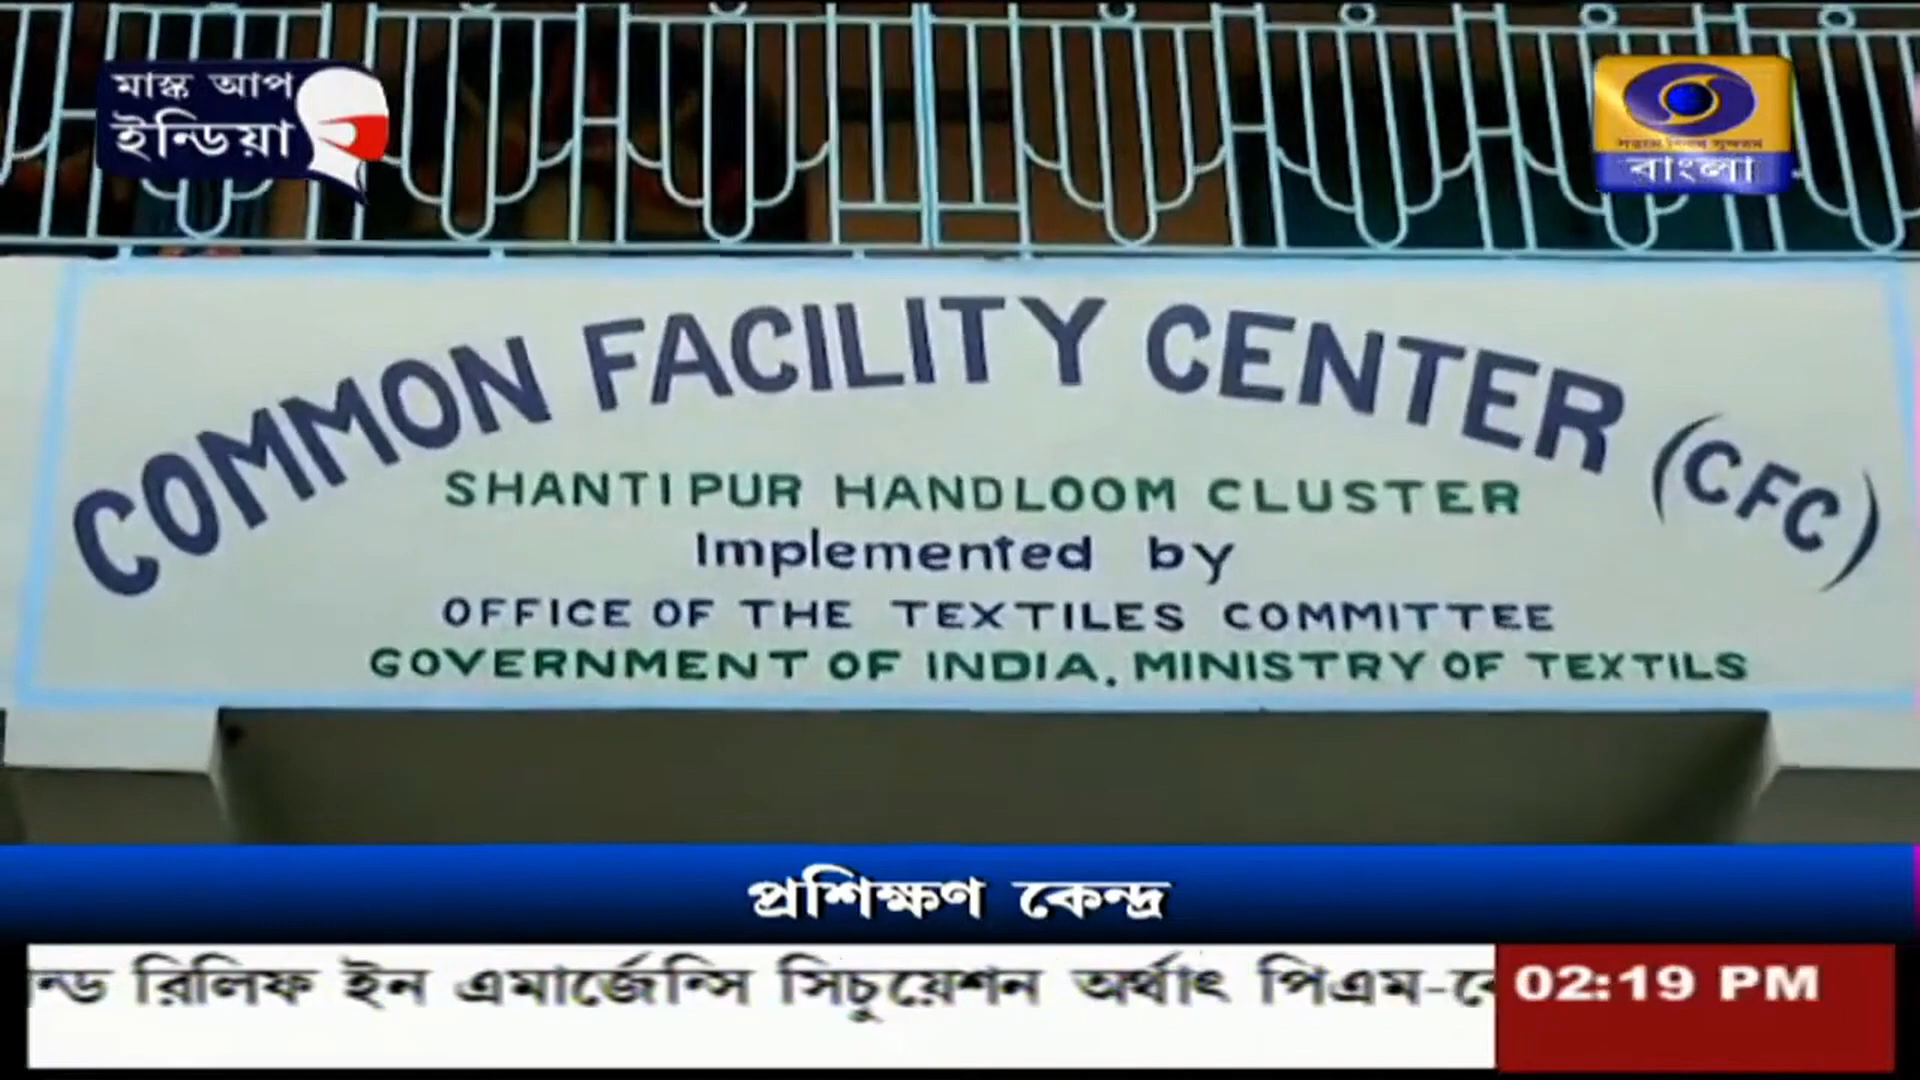 মাস্ক আপ
ইন্ডিয়া
বাংলা
COMMON FACILITY CENTER (CFC)
SHANTIPUR HANDLOOM CLUSTER
Implemented by
OFFICE OF THE TEXTILES COMMITTEE
GOVERNMENT OF INDIA. MINISTRY OF TEXTILS
প্রশিক্ষণ কেন্দ্র
ন্ড রিলিফ ইন এমার্জেন্সি সিচুয়েশন অর্থাৎ পিএম-কে
02:19 PM